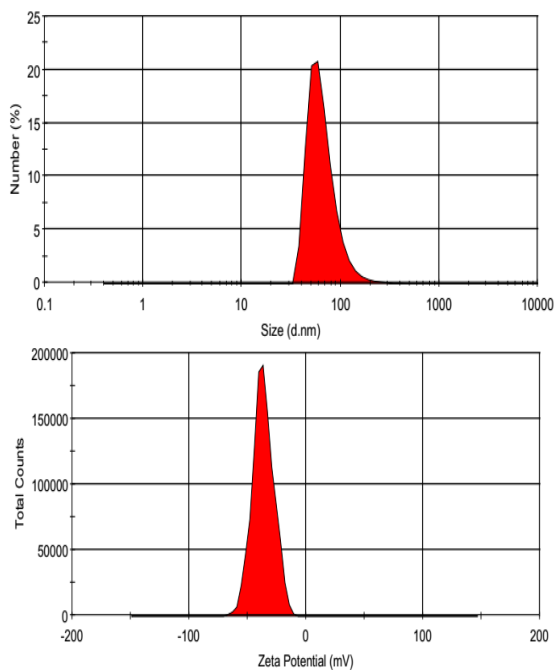 25
20
15
10
5
0
Number (%)
0.1 1 10 100 1000 10000
Size (d.nm)
200000
150000
100000
50000
0
Total Counts
-200 -100 0 100 200
Zeta Potential (mV)